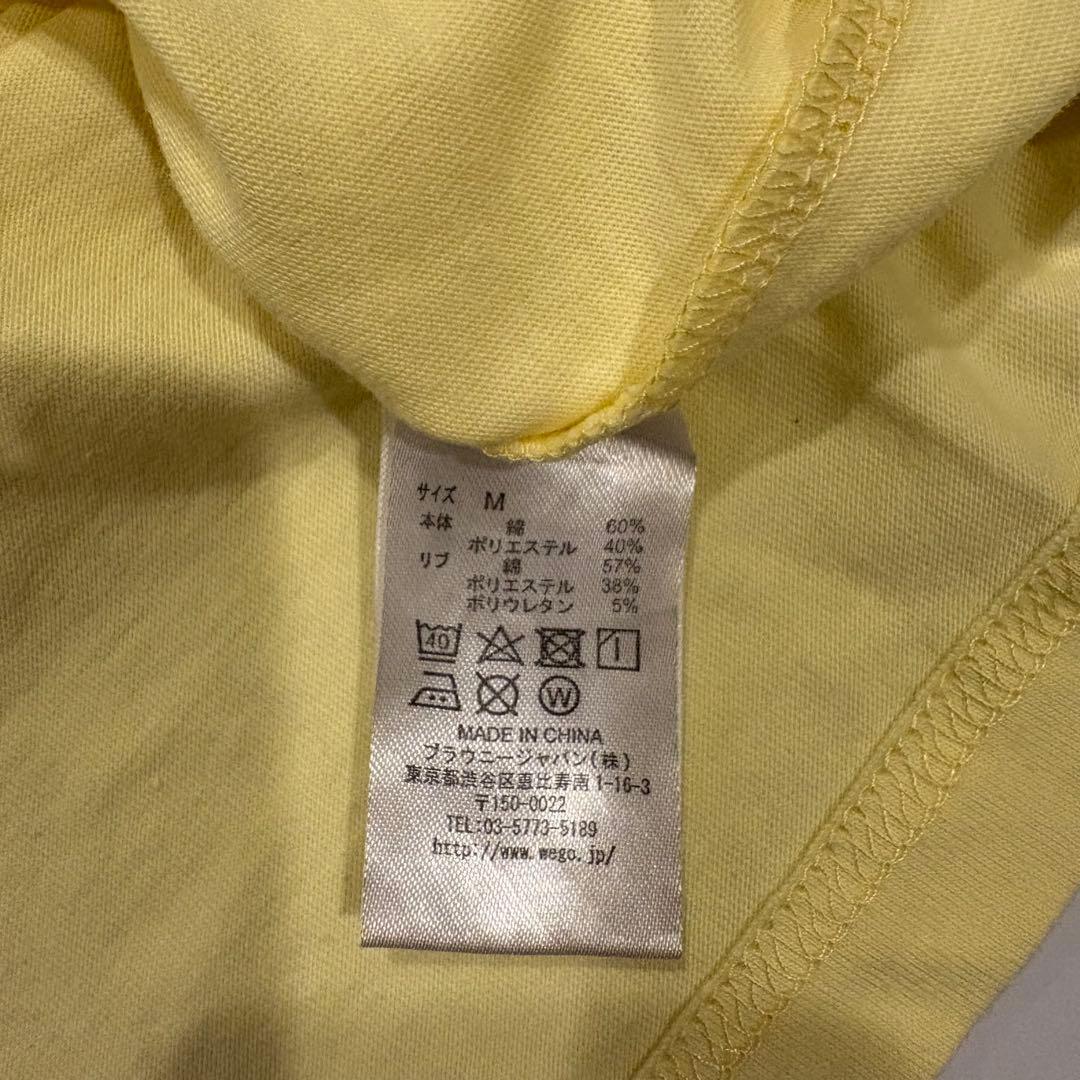 サイズ M
本体 綿 60%
ポリエステル 40%
リブ 綿 57%
ポリエステル 38%
ポリウレタン 5%
40
W
MADE IN CHINA
ブラウニージャパン(株)
東京都渋谷区恵比寿南1-16-3
〒150-0022
TEL:03-5773-5189
http://www.wego.jp/